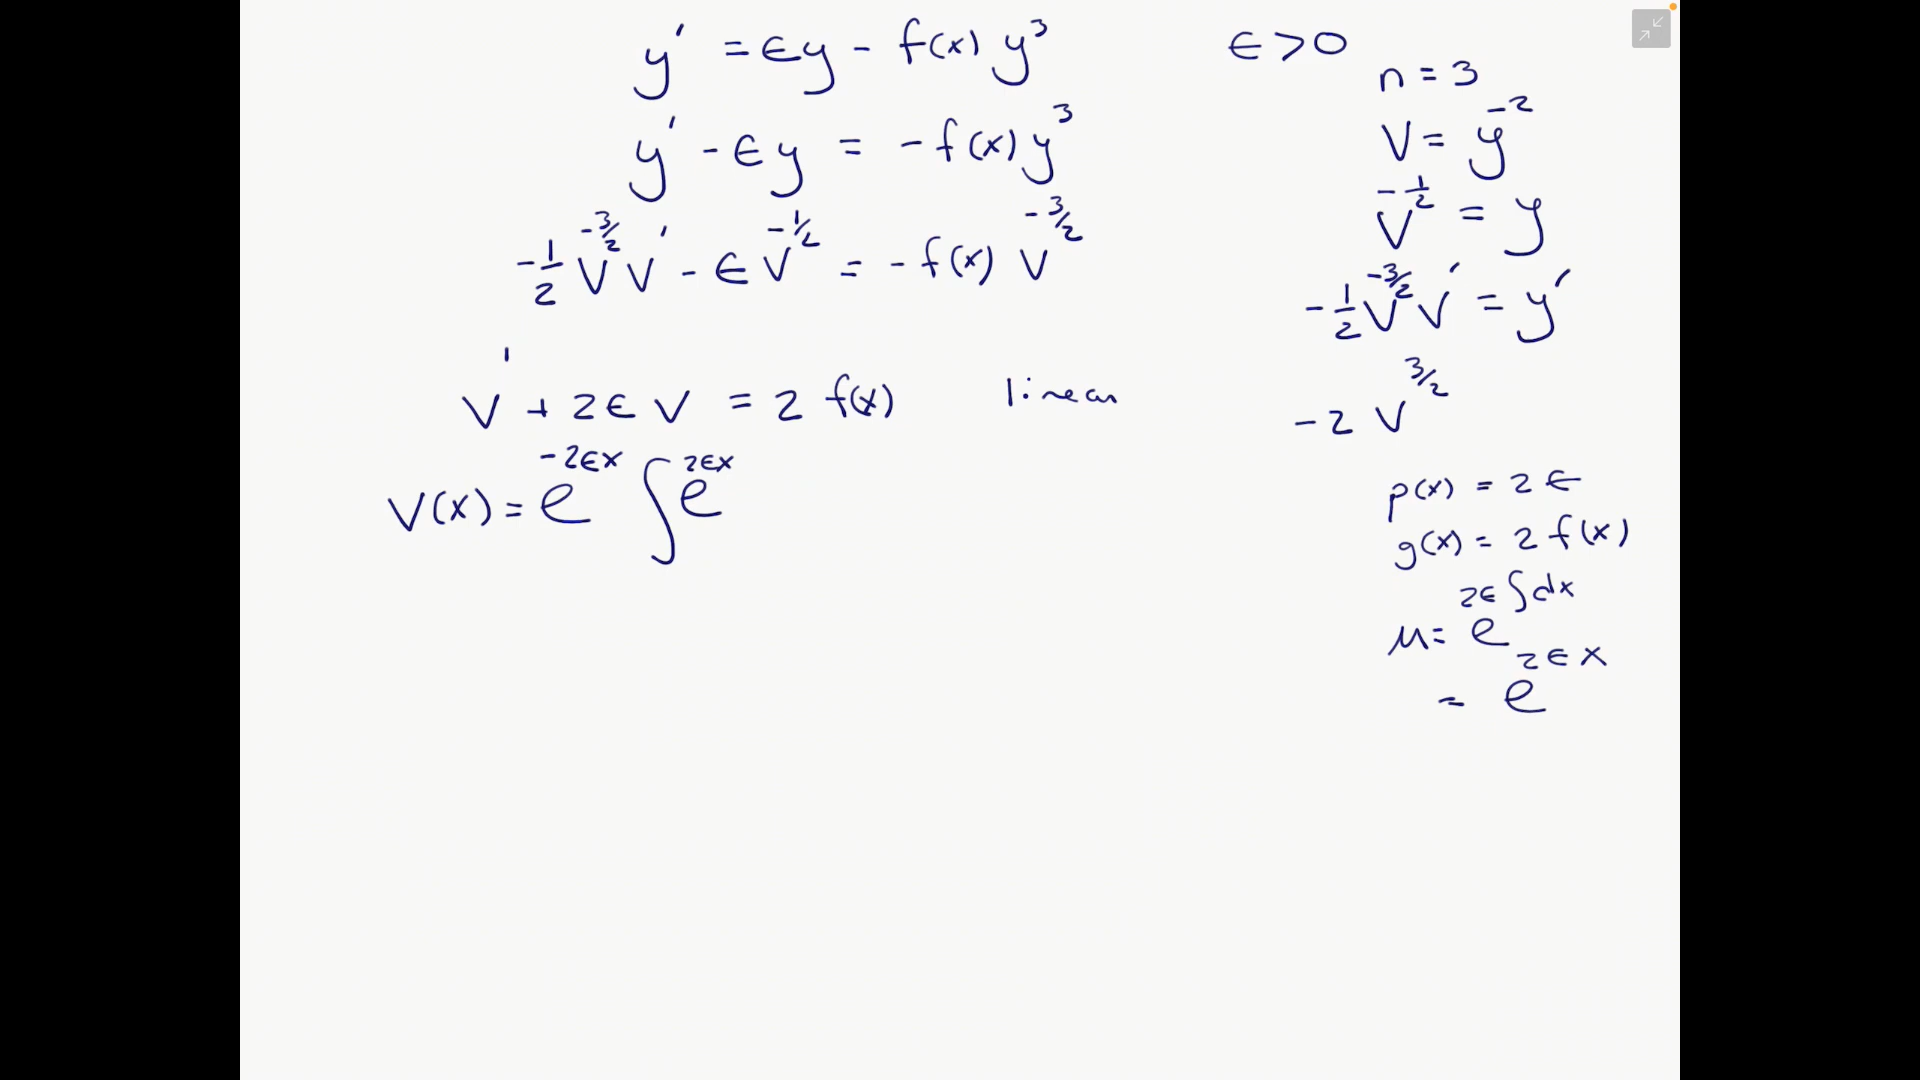 y' = εy - f(x) y³
y' - εy = -f(x) y³
-1/2 v^(-3/2) v' - ε v^(-1/2) = -f(x) v^(-3/2)
v' + 2ε v = 2 f(x) linear
v(x) = e^(-2εx) ∫ e^(2εx)
ε > 0
n = 3
v = y^(-2)
v^(-1/2) = y
-1/2 v^(-3/2) v' = y'
-2 v^(3/2)
p(x) = 2ε
g(x) = 2 f(x)
μ = e^(2ε∫dx)
= e^(2εx)